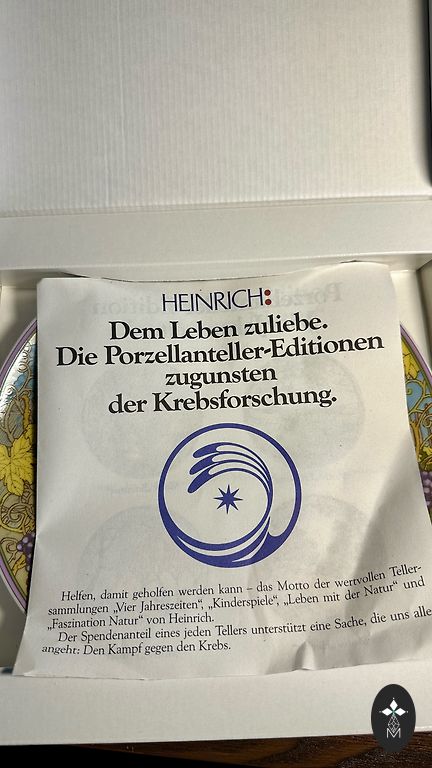 HEINRICH:
Dem Leben zuliebe.
Die Porzellanteller-Editionen
zugunsten
der Krebsforschung.
Helfen, damit geholfen werden kann – das Motto der wertvollen Teller-
sammlungen „Vier Jahreszeiten“, „Kinderspiele“, „Leben mit der Natur“ und
„Faszination Natur“ von Heinrich.
Der Spendenanteil eines jeden Tellers unterstützt eine Sache, die uns alle
angeht: Den Kampf gegen den Krebs.